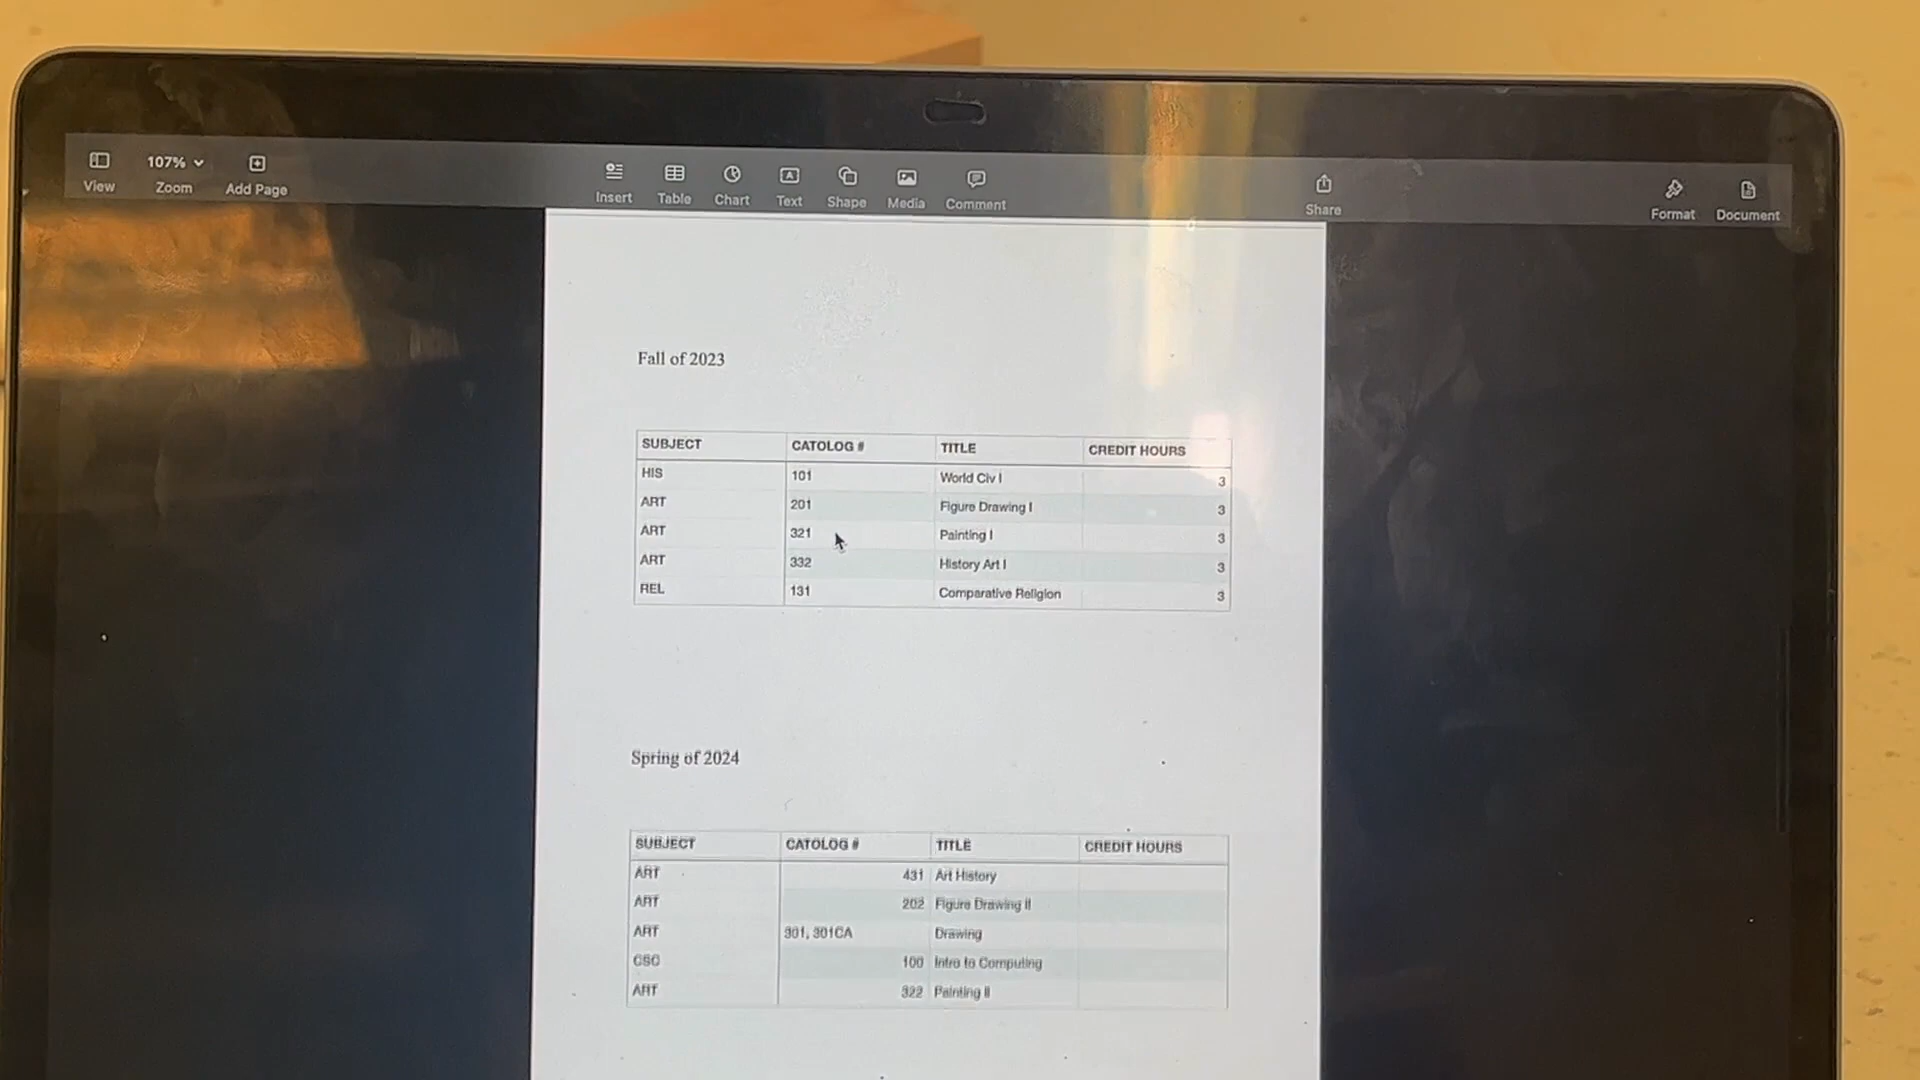 107%
View Zoom Add Page Insert Table Chart Text Shape Media Comment Share Format Document
Fall of 2023
SUBJECT CATOLOG # TITLE CREDIT HOURS
HIS 101 World Civ I 3
ART 201 Figure Drawing I 3
ART 321 Painting I 3
ART 332 History Art I 3
REL 131 Comparative Religion 3
Spring of 2024
SUBJECT CATOLOG # TITLE CREDIT HOURS
ART 431 Art History
ART 202 Figure Drawing II
ART 301, 301CA Drawing
CSC 100 Intro to Computing
ART 322 Painting II